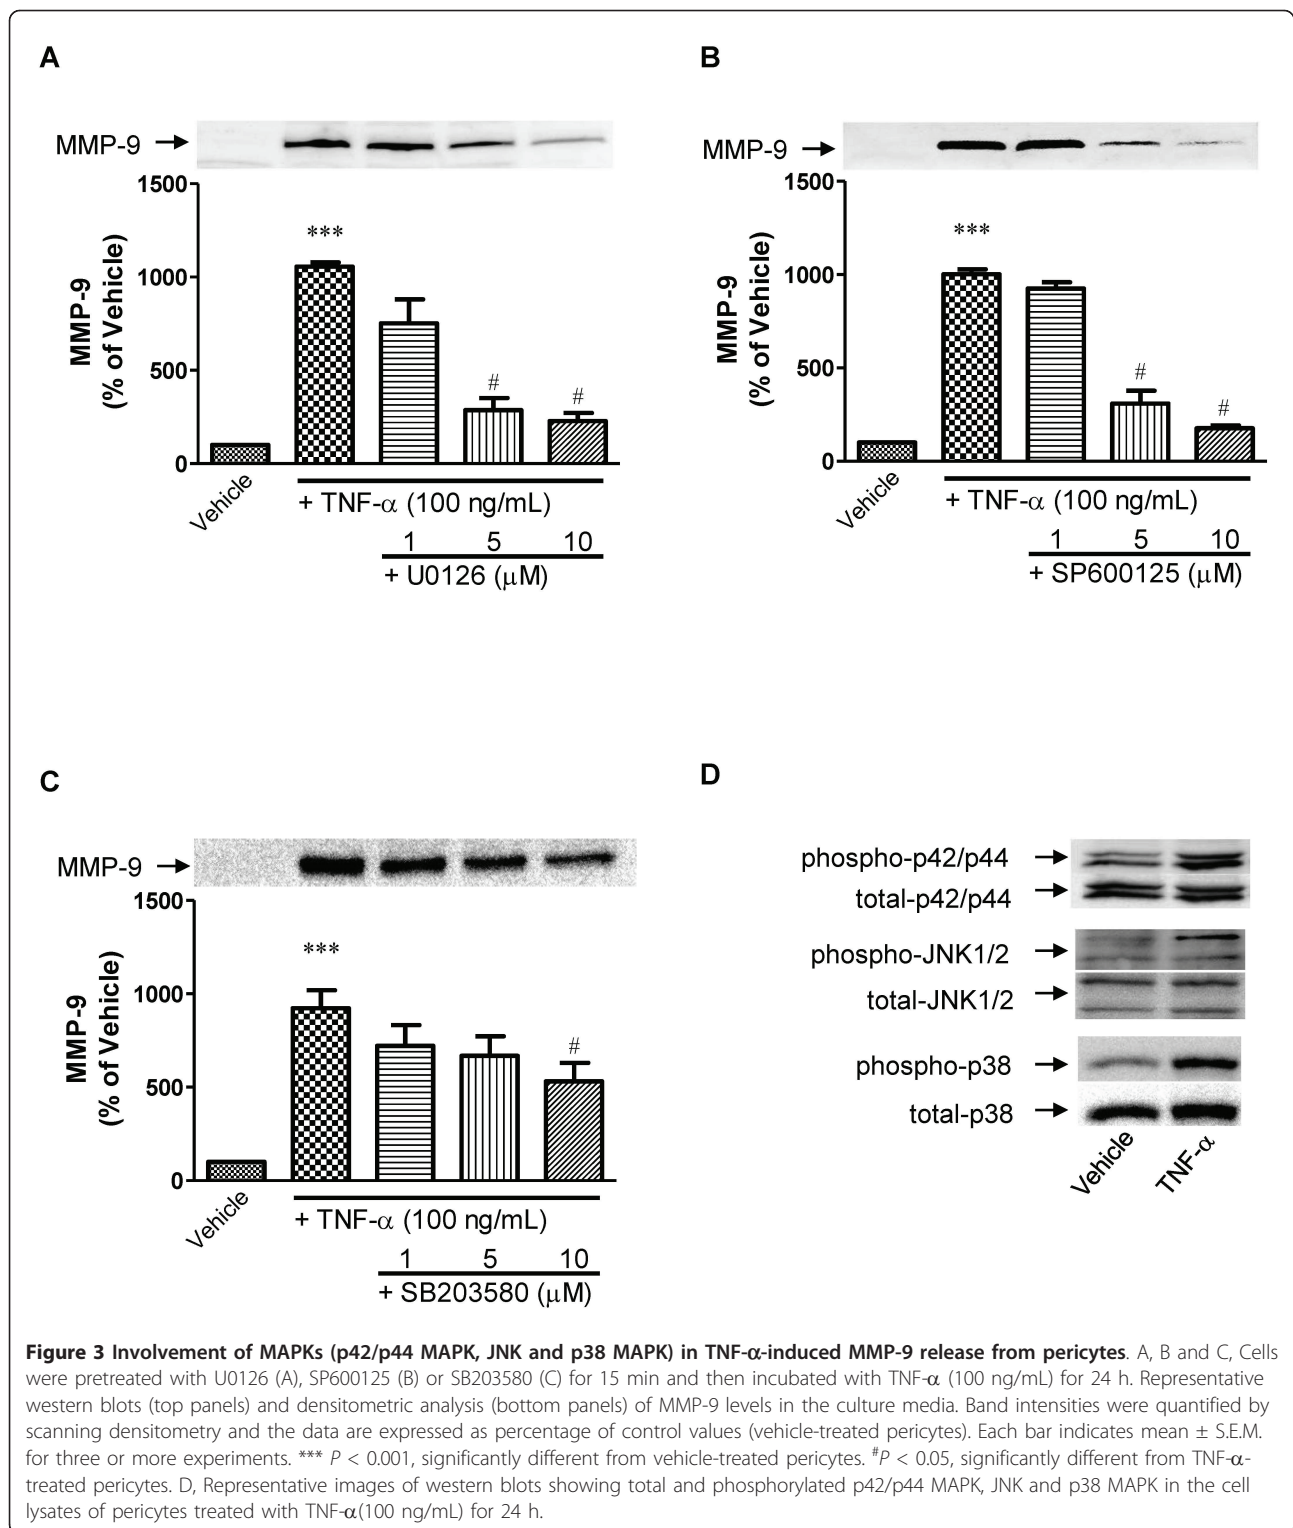 A
MMP-9
1500
1000
500
0
MMP-9
(% of Vehicle)
***
#
#
Vehicle
+ TNF-α (100 ng/mL)
1 5 10
+ U0126 (μM)
B
MMP-9
1500
1000
500
0
MMP-9
(% of Vehicle)
***
#
#
Vehicle
+ TNF-α (100 ng/mL)
1 5 10
+ SP600125 (μM)
C
MMP-9
1500
1000
500
0
MMP-9
(% of Vehicle)
***
#
Vehicle
+ TNF-α (100 ng/mL)
1 5 10
+ SB203580 (μM)
D
phospho-p42/p44
total-p42/p44
phospho-JNK1/2
total-JNK1/2
phospho-p38
total-p38
Vehicle
TNF-α
Figure 3 Involvement of MAPKs (p42/p44 MAPK, JNK and p38 MAPK) in TNF-α-induced MMP-9 release from pericytes. A, B and C, Cells
were pretreated with U0126 (A), SP600125 (B) or SB203580 (C) for 15 min and then incubated with TNF-α (100 ng/mL) for 24 h. Representative
western blots (top panels) and densitometric analysis (bottom panels) of MMP-9 levels in the culture media. Band intensities were quantified by
scanning densitometry and the data are expressed as percentage of control values (vehicle-treated pericytes). Each bar indicates mean ± S.E.M.
for three or more experiments. *** P < 0.001, significantly different from vehicle-treated pericytes. #P < 0.05, significantly different from TNF-α-
treated pericytes. D, Representative images of western blots showing total and phosphorylated p42/p44 MAPK, JNK and p38 MAPK in the cell
lysates of pericytes treated with TNF-α(100 ng/mL) for 24 h.